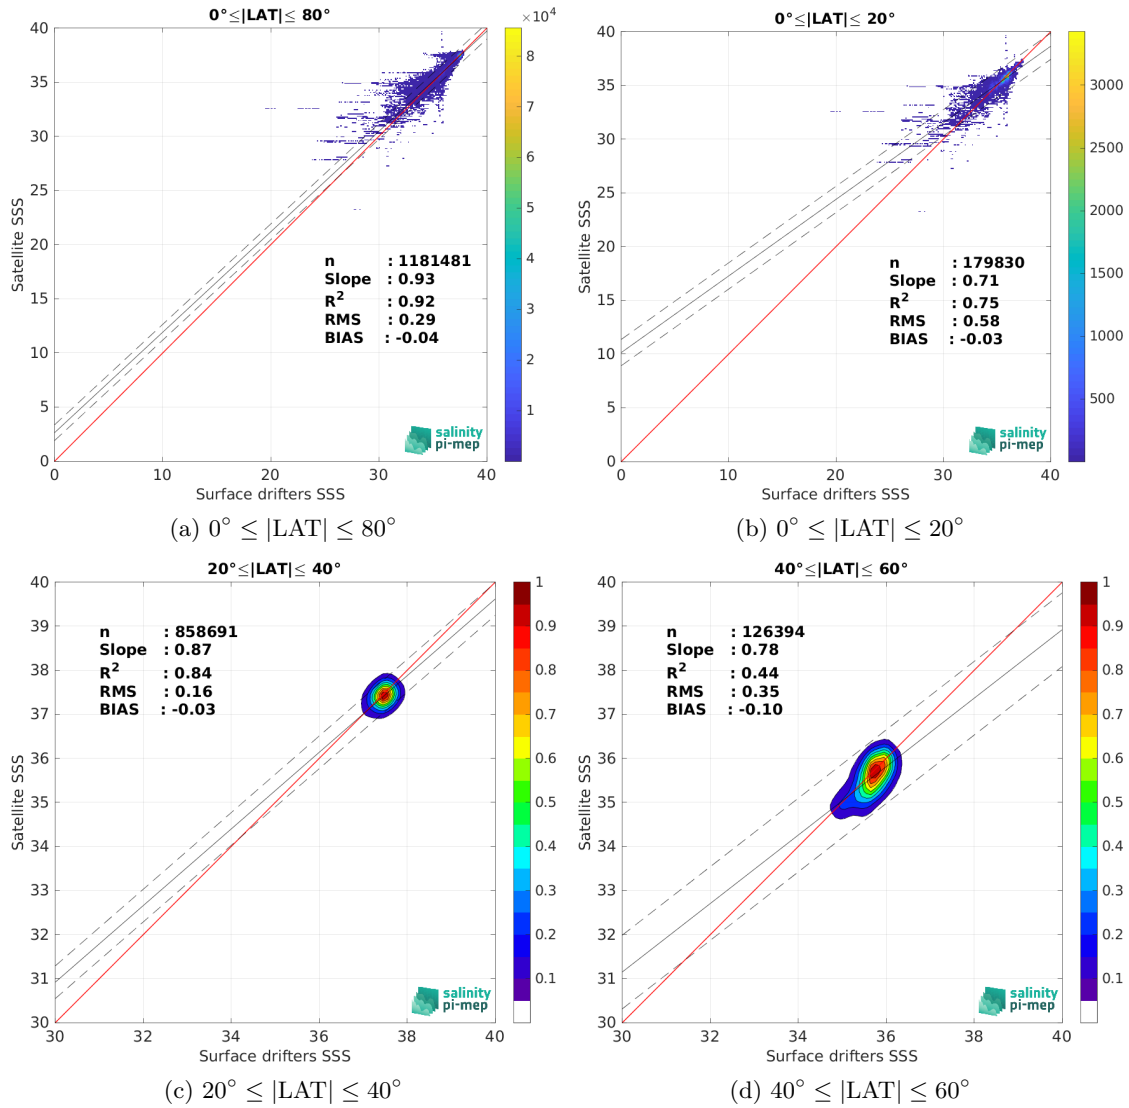 0°≤|LAT|≤ 80°
×10⁴
40
35
30
25
20
15
10
5
0
0
10
20
30
40
Satellite SSS
Surface drifters SSS
n : 1181481
Slope : 0.93
R² : 0.92
RMS : 0.29
BIAS : -0.04
salinity
pi-mep
8
7
6
5
4
3
2
1
(a) 0° ≤ |LAT| ≤ 80°
0°≤|LAT|≤ 20°
40
35
30
25
20
15
10
5
0
0
10
20
30
40
Satellite SSS
Surface drifters SSS
n : 179830
Slope : 0.71
R² : 0.75
RMS : 0.58
BIAS : -0.03
salinity
pi-mep
3000
2500
2000
1500
1000
500
(b) 0° ≤ |LAT| ≤ 20°
20°≤|LAT|≤ 40°
40
39
38
37
36
35
34
33
32
31
30
30
32
34
36
38
40
Satellite SSS
Surface drifters SSS
n : 858691
Slope : 0.87
R² : 0.84
RMS : 0.16
BIAS : -0.03
salinity
pi-mep
1
0.9
0.8
0.7
0.6
0.5
0.4
0.3
0.2
0.1
(c) 20° ≤ |LAT| ≤ 40°
40°≤|LAT|≤ 60°
40
39
38
37
36
35
34
33
32
31
30
30
32
34
36
38
40
Satellite SSS
Surface drifters SSS
n : 126394
Slope : 0.78
R² : 0.44
RMS : 0.35
BIAS : -0.10
salinity
pi-mep
1
0.9
0.8
0.7
0.6
0.5
0.4
0.3
0.2
0.1
(d) 40° ≤ |LAT| ≤ 60°